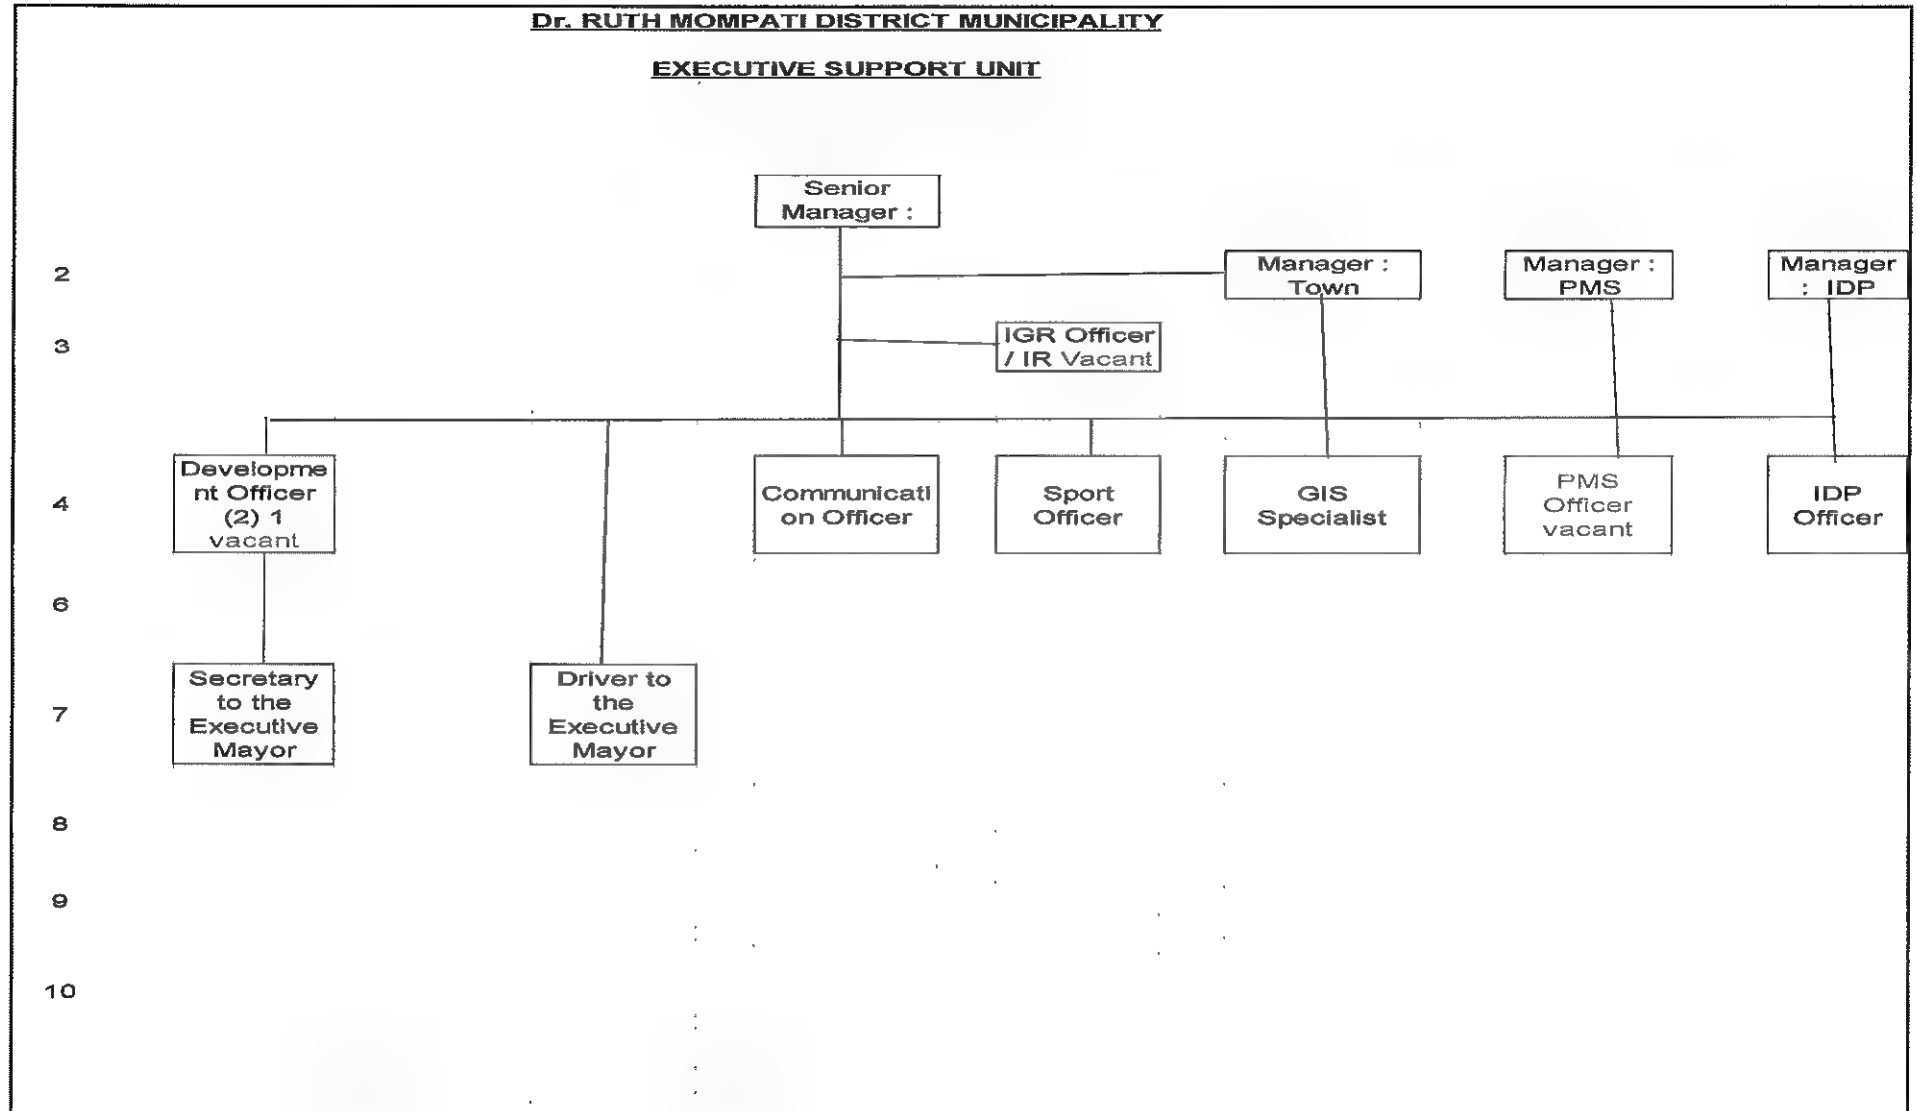 Dr. RUTH MOMPATI DISTRICT MUNICIPALITY
EXECUTIVE SUPPORT UNIT
Senior
Manager :
2
Manager :
Town
Manager :
PMS
Manager
: IDP
3
IGR Officer
/ IR Vacant
4
Developme
nt Officer
(2) 1
vacant
Communicati
on Officer
Sport
Officer
GIS
Specialist
PMS
Officer
vacant
IDP
Officer
6
7
Secretary
to the
Executive
Mayor
Driver to
the
Executive
Mayor
8
9
10